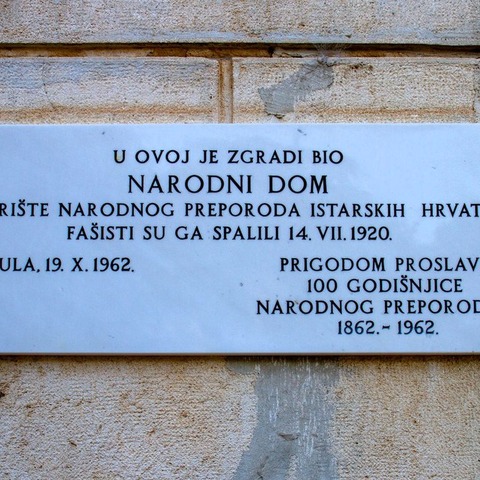 U OVOJ JE ZGRADI BIO
NARODNI DOM
RIŠTE NARODNOG PREPORODA ISTARSKIH HRVAT
FAŠISTI SU GA SPALILI 14. VII. 1920.
ULA, 19. X. 1962.
PRIGODOM PROSLAV
100 GODIŠNJICE
NARODNOG PREPOROD
1862.- 1962.